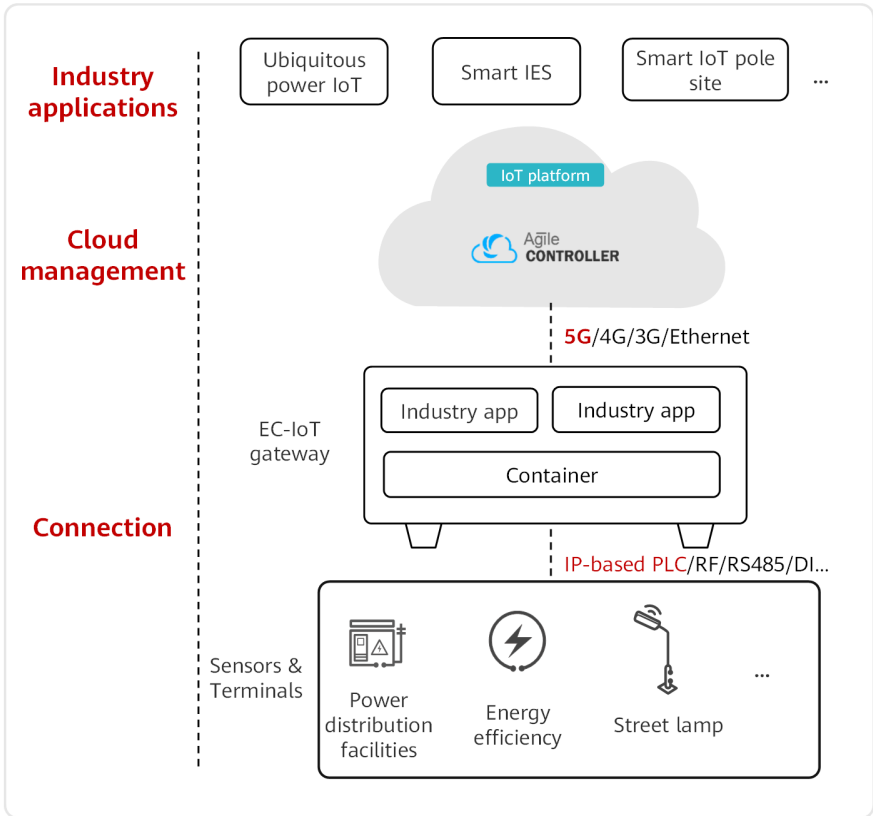 Industry
applications
Ubiquitous
power IoT
Smart IES
Smart IoT pole
site
...
Cloud
management
IoT platform
Agile
CONTROLLER
5G/4G/3G/Ethernet
Connection
EC-IoT
gateway
Industry app
Industry app
Container
IP-based PLC/RF/RS485/DI...
Sensors &
Terminals
Power
distribution
facilities
Energy
efficiency
Street lamp
...